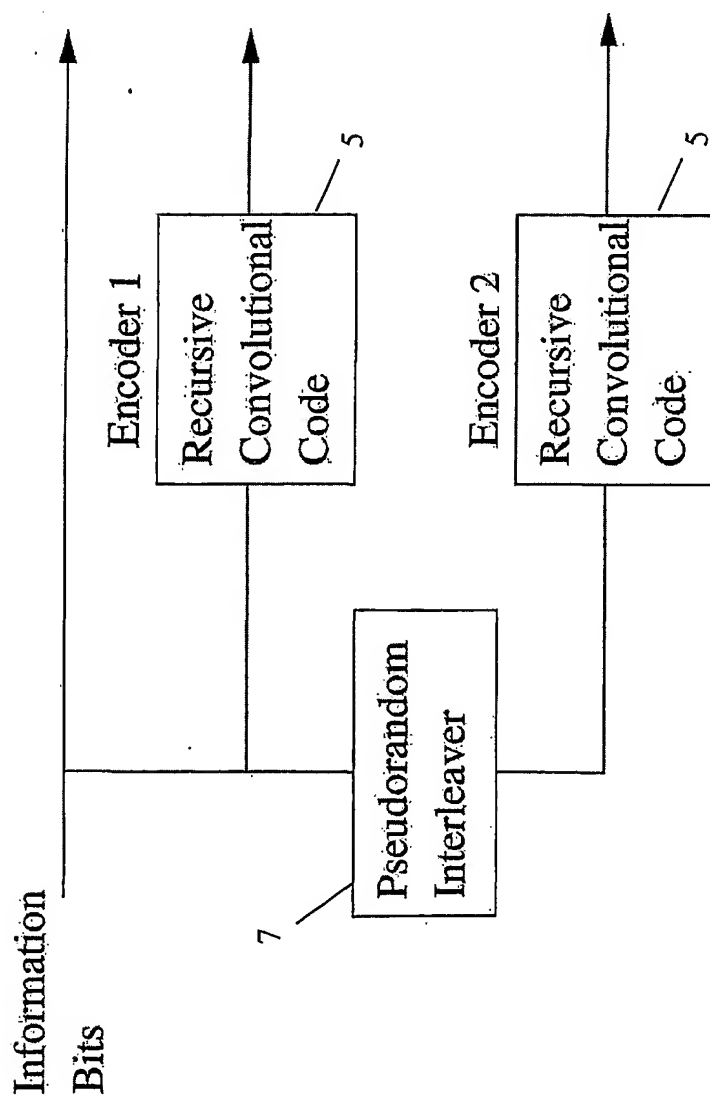 Information
Bits
Encoder 1
Recursive
Convolutional
Code
5
7
Pseudorandom
Interleaver
Encoder 2
Recursive
Convolutional
Code
5